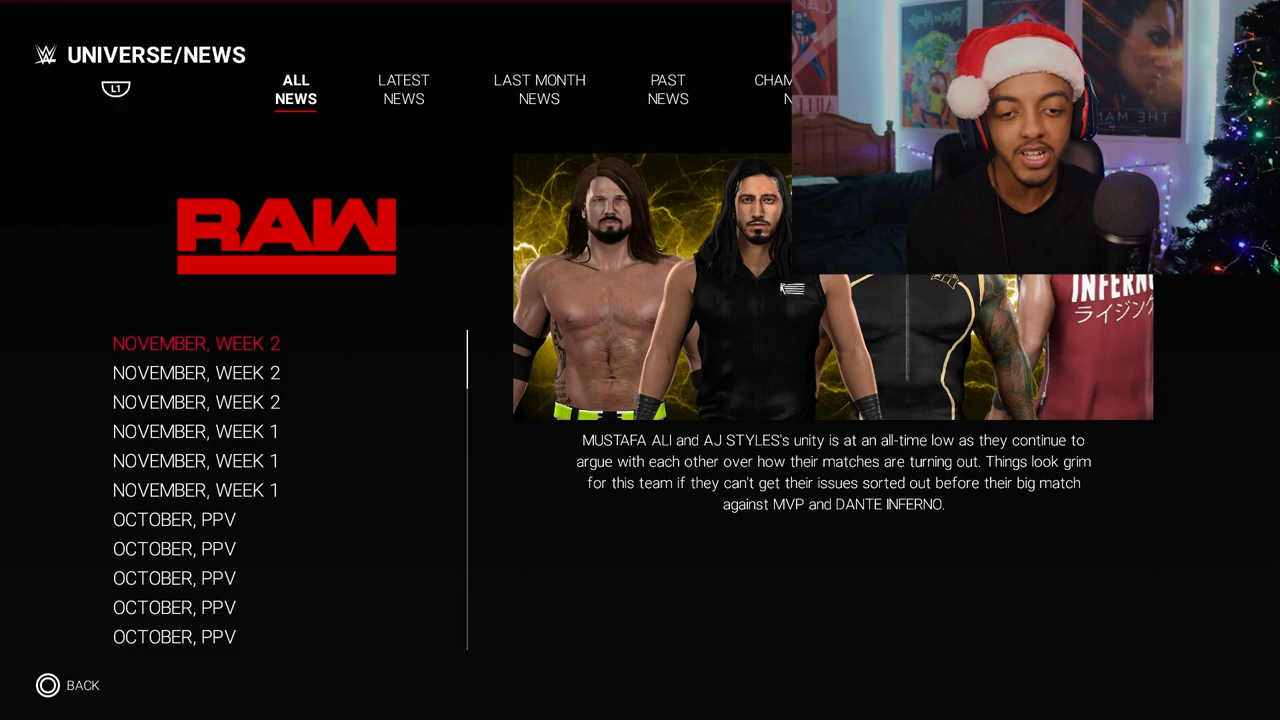 UNIVERSE/NEWS
L1
ALL
NEWS
LATEST
NEWS
LAST MONTH
NEWS
PAST
NEWS
CHAM
N
RAW
NOVEMBER, WEEK 2
NOVEMBER, WEEK 2
NOVEMBER, WEEK 2
NOVEMBER, WEEK 1
NOVEMBER, WEEK 1
NOVEMBER, WEEK 1
OCTOBER, PPV
OCTOBER, PPV
OCTOBER, PPV
OCTOBER, PPV
OCTOBER, PPV
INFERNO
ライジング
MUSTAFA ALI and AJ STYLES's unity is at an all-time low as they continue to
argue with each other over how their matches are turning out. Things look grim
for this team if they can't get their issues sorted out before their big match
against MVP and DANTE INFERNO.
BACK